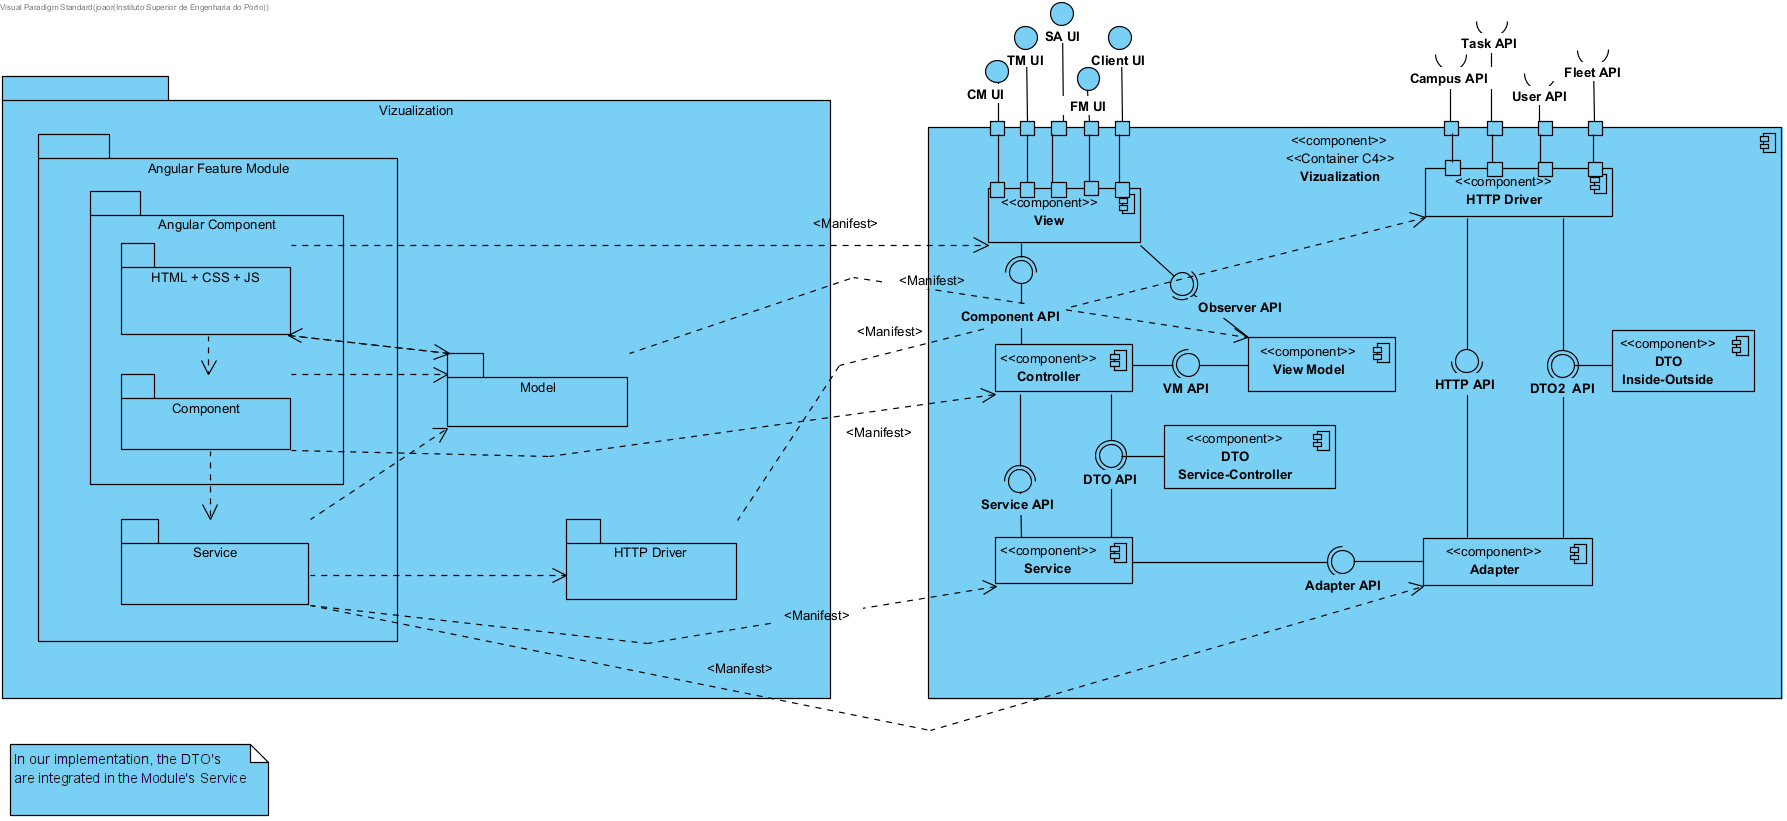 Visual Paradigm Standard(joaor(Instituto Superior de Engenharia do Porto))
Vizualization
Angular Feature Module
Angular Component
HTML + CSS + JS
Component
Model
Service
HTTP Driver
<Manifest>
<Manifest>
<Manifest>
<Manifest>
<Manifest>
<Manifest>
SA UI
TM UI
Client UI
CM UI
FM UI
Task API
Campus API
Fleet API
User API
<<component>>
<<Container C4>>
Vizualization
<<component>>
View
<<component>>
HTTP Driver
Observer API
Component API
<<component>>
Controller
VM API
<<component>>
View Model
HTTP API
DTO2  API
<<component>>
DTO
Inside-Outside
<<component>>
DTO
Service-Controller
DTO API
Service API
<<component>>
Service
Adapter API
<<component>>
Adapter
In our implementation, the DTO's
are integrated in the Module's Service